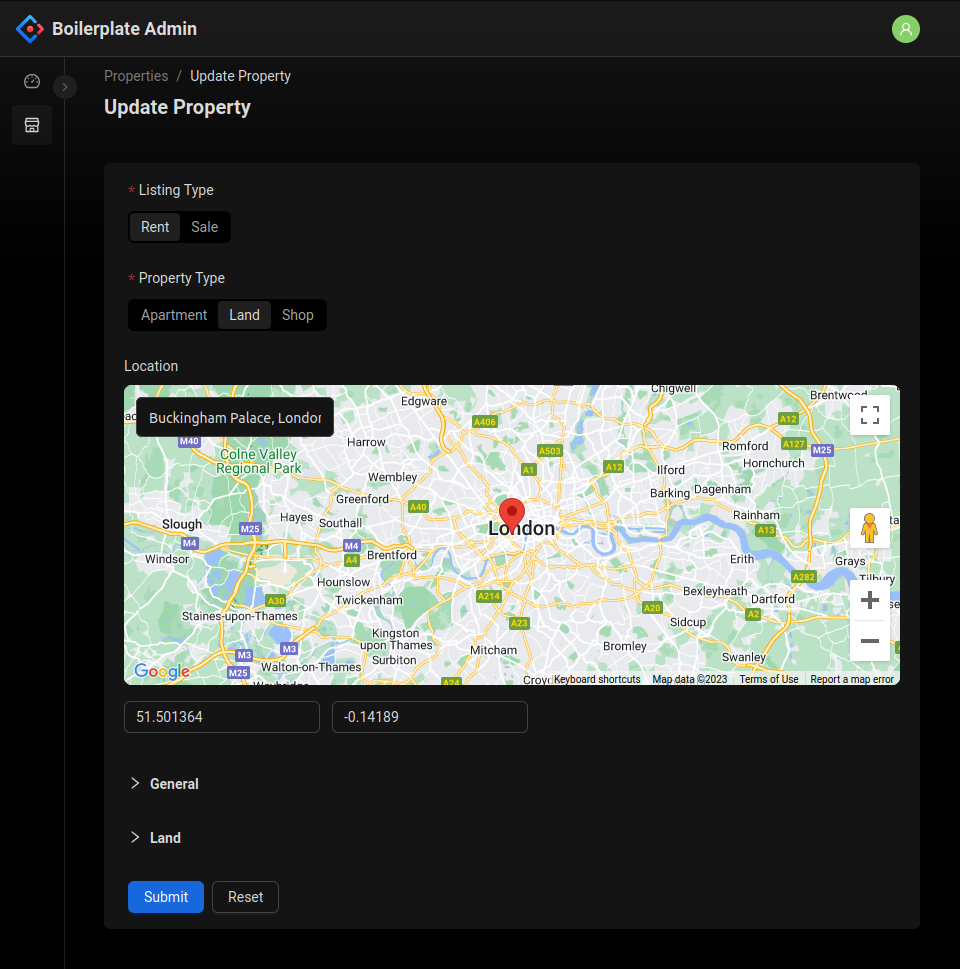 Boilerplate Admin
Properties / Update Property
Update Property
* Listing Type
Rent Sale
* Property Type
Apartment Land Shop
Location
Buckingham Palace, London
Chigwell
Edgware
A406
A12
M40
Harrow
A503
Romford
A127
M25
Colne Valley
Regional Park
A1
A12
Ilford
Hornchurch
Wembley
Barking
Dagenham
Greenford
A40
Rainham
Slough
Hayes
Southall
London
M25
A13
M4
M4
Brentford
Windsor
A4
Erith
Grays
Hounslow
A282
Tilbury
A30
Twickenham
A214
Bexleyheath
Dartford
Staines-upon-Thames
A20
A2
A23
Sidcup
Kingston
upon Thames
Mitcham
Bromley
M3
M3
Surbiton
Swanley
Walton-on-Thames
Google
M25
A24
Keyboard shortcuts
Map data ©2023
Terms of Use
Report a map error
51.501364
-0.14189
General
Land
Submit Reset